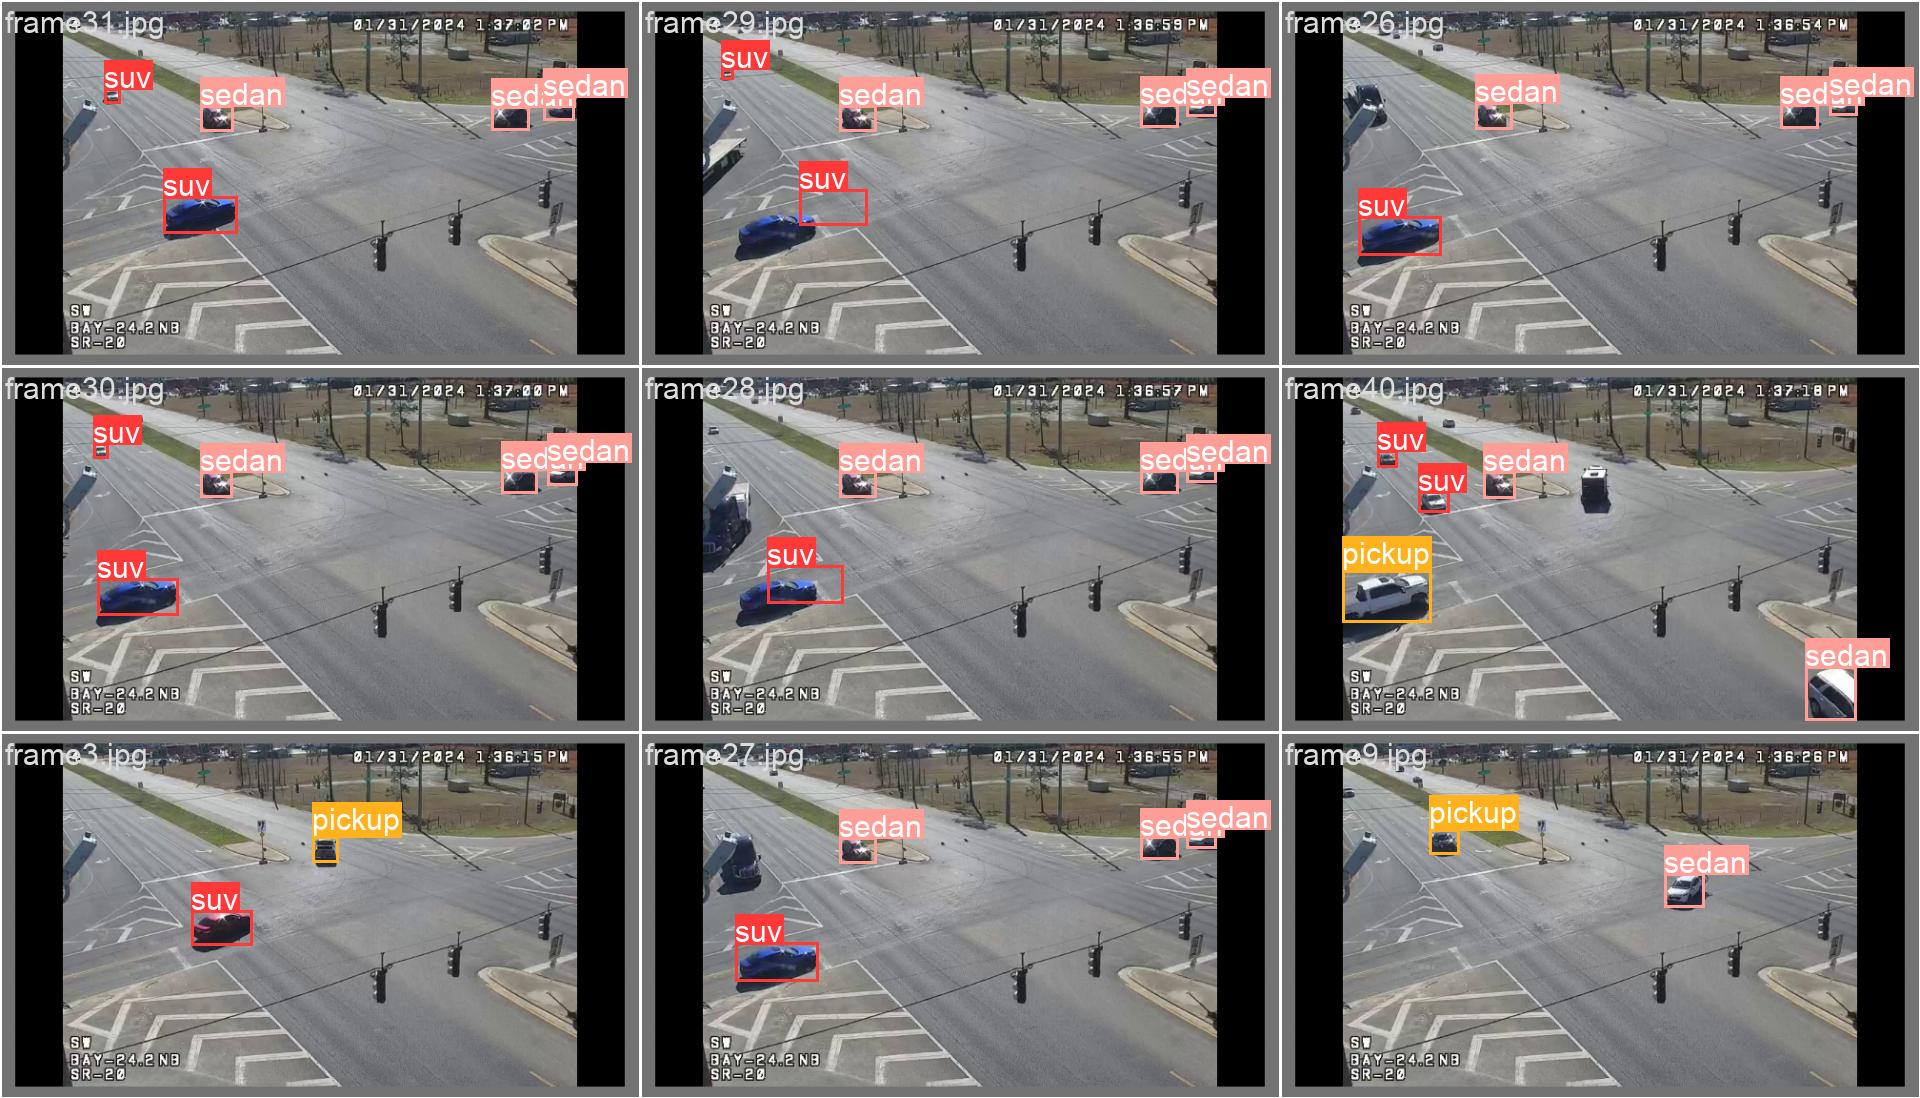 frame31.jpg
01/31/2024 1:37:02 PM
suv
sedan
sedan
sedan
suv
SW
BAY-24.2 NB
SR-20
frame29.jpg
01/31/2024 1:36:59 PM
suv
sedan
sedan
sedan
suv
SW
BAY-24.2 NB
SR-20
frame26.jpg
01/31/2024 1:36:54 PM
sedan
sedan
sedan
suv
SW
BAY-24.2 NB
SR-20
frame30.jpg
01/31/2024 1:37:00 PM
suv
sedan
sedan
sedan
suv
SW
BAY-24.2 NB
SR-20
frame28.jpg
01/31/2024 1:36:57 PM
sedan
sedan
sedan
suv
SW
BAY-24.2 NB
SR-20
frame40.jpg
01/31/2024 1:37:18 PM
suv
sedan
suv
pickup
sedan
SW
BAY-24.2 NB
SR-20
frame3.jpg
01/31/2024 1:36:15 PM
pickup
suv
SW
BAY-24.2 NB
SR-20
frame27.jpg
01/31/2024 1:36:55 PM
sedan
sedan
sedan
suv
SW
BAY-24.2 NB
SR-20
frame9.jpg
01/31/2024 1:36:26 PM
pickup
sedan
SW
BAY-24.2 NB
SR-20